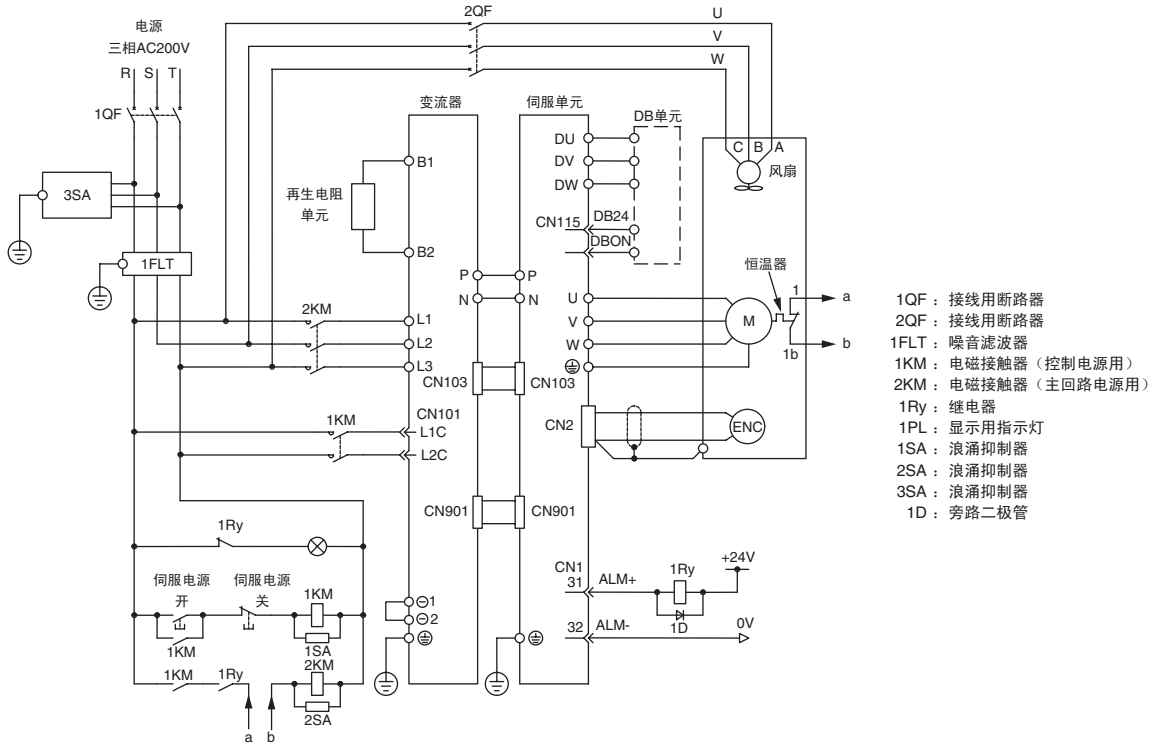 2QF
U
V
W
电源
三相AC200V
R S T
1QF
变流器
伺服单元
DB单元
DU
DV
DW
C B A
风扇
B1
3SA
再生电阻
单元
CN115
DB24
DBON
B2
1FLT
恒温器
P P
N N
U
V
W
M
1 a
1b b
2KM
L1
L2
L3
CN103 CN103
1KM
CN101
L1C
L2C
CN2
ENC
CN901 CN901
1Ry
伺服电源
开
伺服电源
关
1KM
1KM
1SA
⊖1
⊖2
CN1
31 ALM+
1Ry
+24V
1D
32 ALM-
0V
1KM 1Ry
2KM
2SA
a b
1QF：接线用断路器
2QF：接线用断路器
1FLT：噪音滤波器
1KM：电磁接触器（控制电源用）
2KM：电磁接触器（主回路电源用）
1Ry：继电器
1PL：显示用指示灯
1SA：浪涌抑制器
2SA：浪涌抑制器
3SA：浪涌抑制器
1D：旁路二极管